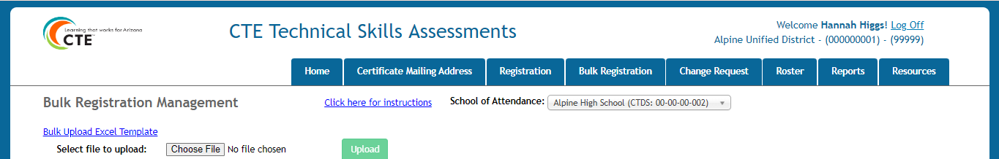 Learning that works for Arizona
CTE™
CTE Technical Skills Assessments
Welcome Hannah Higgs! Log Off
Alpine Unified District - (000000001) - (99999)
Home Certificate Mailing Address Registration Bulk Registration Change Request Roster Reports Resources
Bulk Registration Management Click here for instructions School of Attendance: Alpine High School (CTDS: 00-00-00-002)
Bulk Upload Excel Template
Select file to upload: Choose File No file chosen Upload